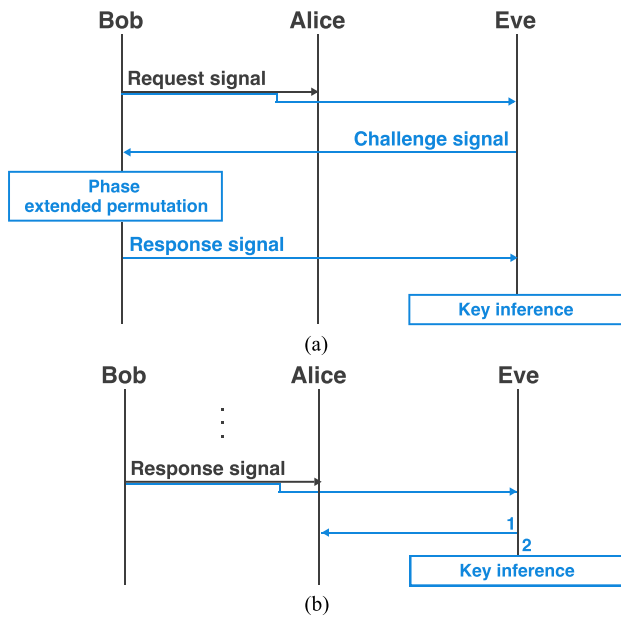 Bob Alice Eve
Request signal
Challenge signal
Phase
extended permutation
Response signal
Key inference
(a)
Bob Alice Eve
Response signal
1
2
Key inference
(b)